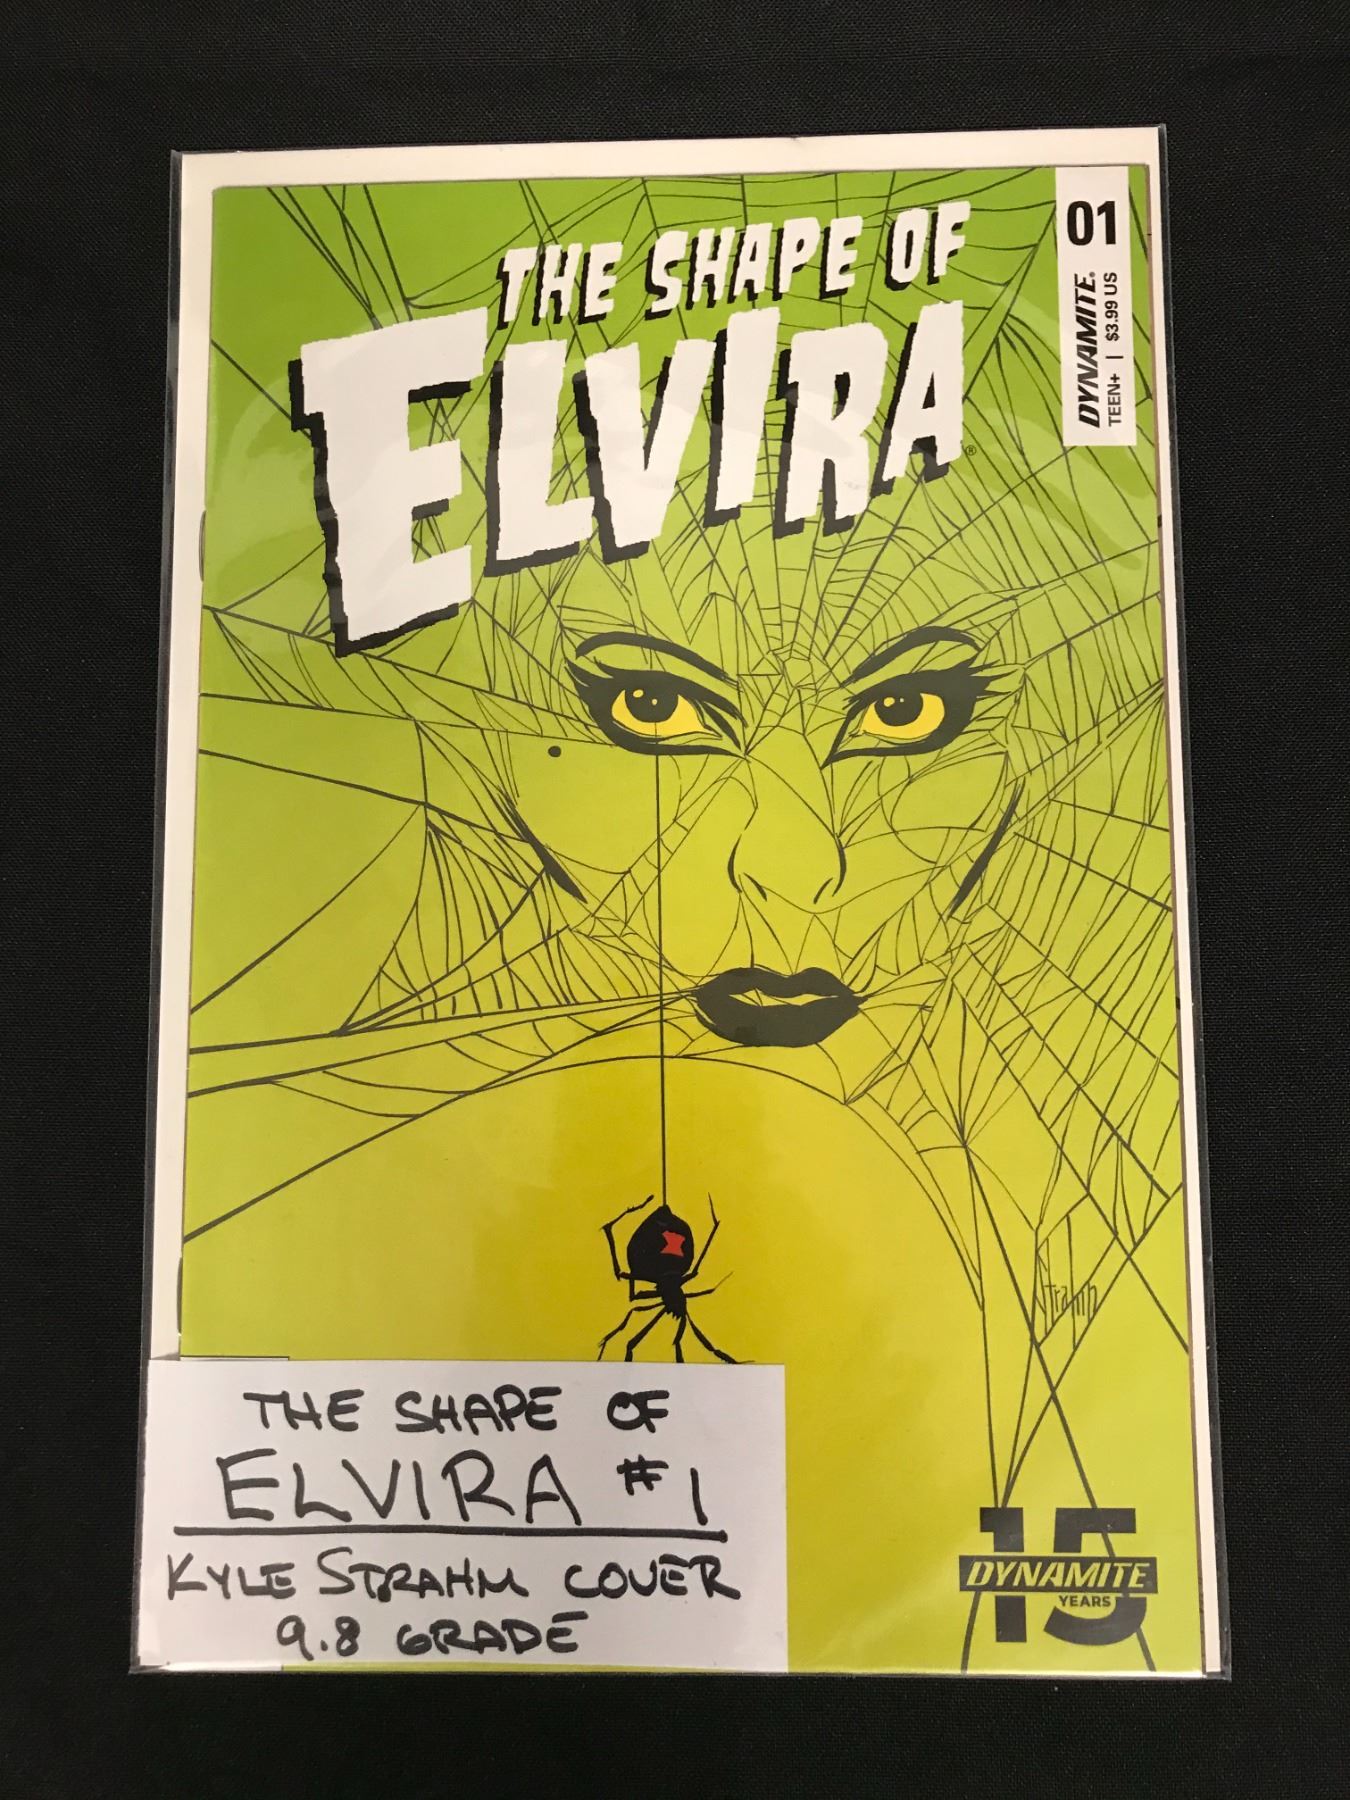 THE SHAPE OF
ELVIRA®
01
DYNAMITE®
TEEN+ | $3.99 US
Strahm
THE SHAPE OF
ELVIRA #1
KYLE STRAHM COVER
9.8 GRADE
15
DYNAMITE
YEARS